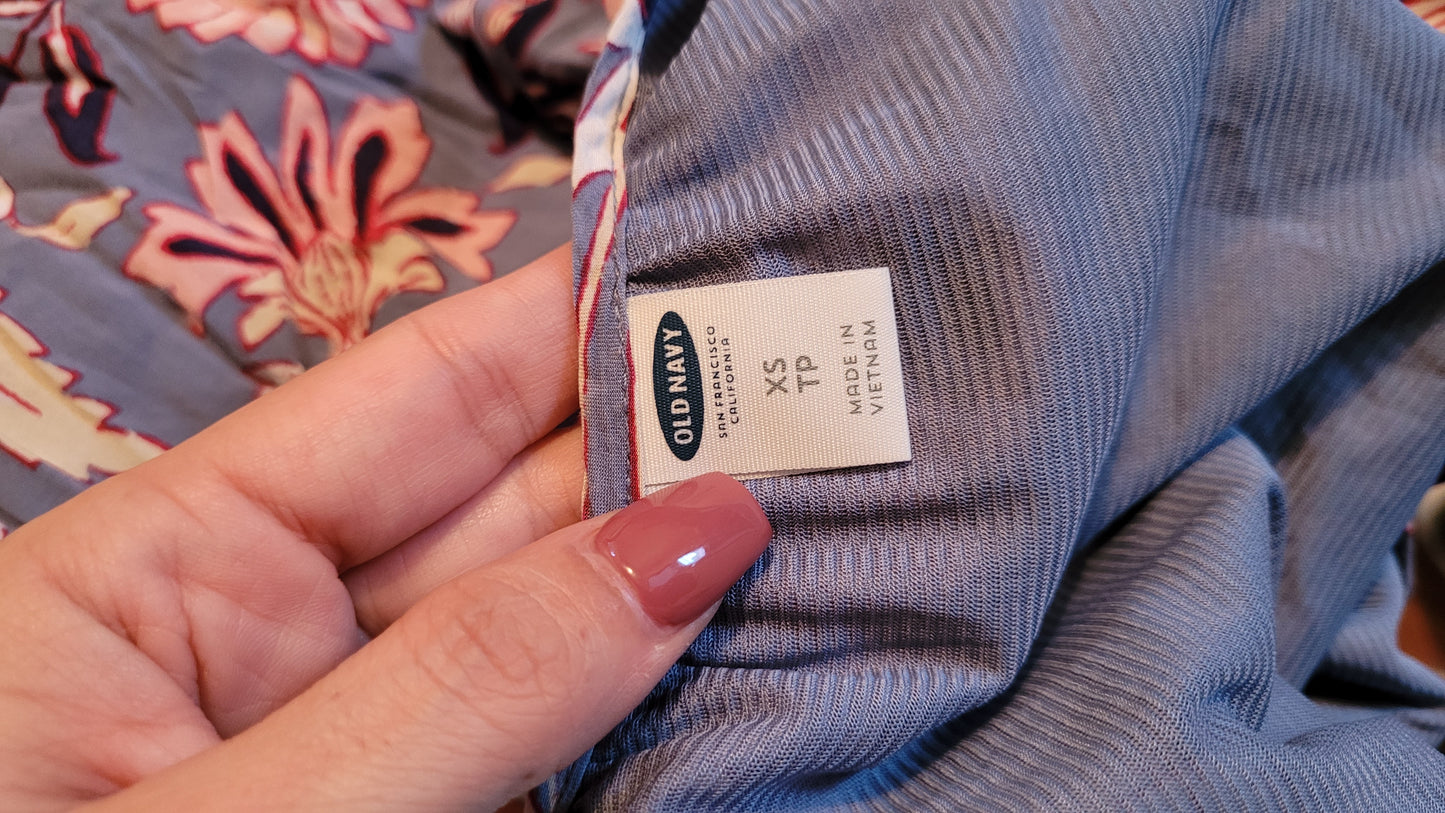 OLD NAVY
SAN FRANCISCO
CALIFORNIA
XS
TP
MADE IN
VIETNAM